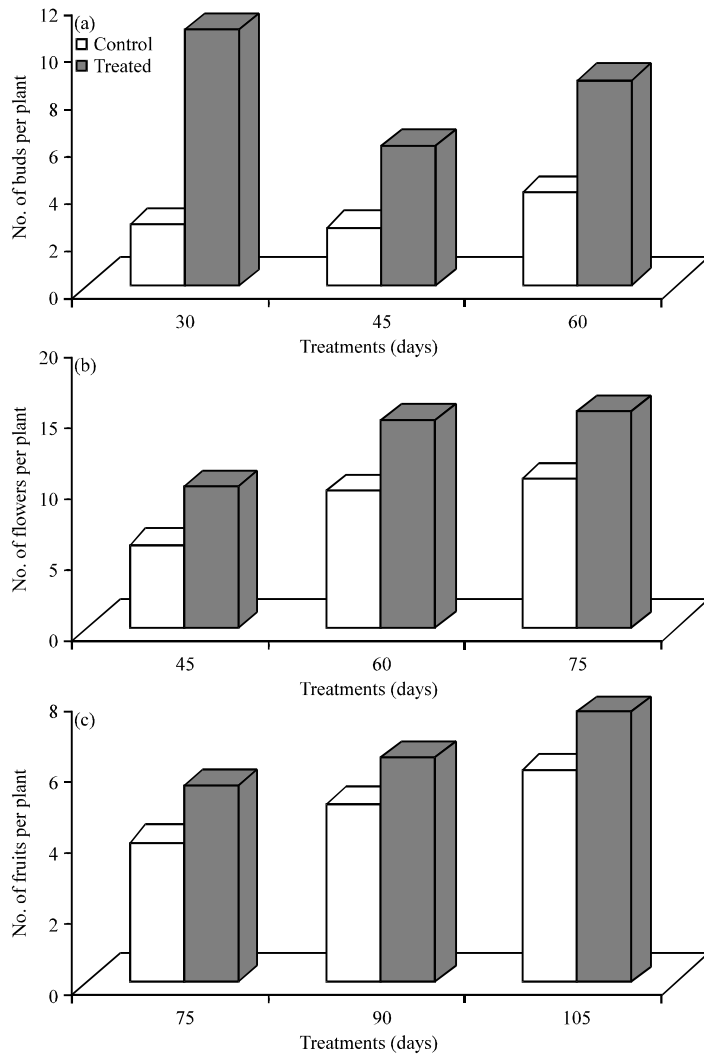 (a)
Control
Treated
No. of buds per plant
12
10
8
6
4
2
0
30 45 60
Treatments (days)
(b)
No. of flowers per plant
20
15
10
5
0
45 60 75
Treatments (days)
(c)
No. of fruits per plant
8
6
4
2
0
75 90 105
Treatments (days)